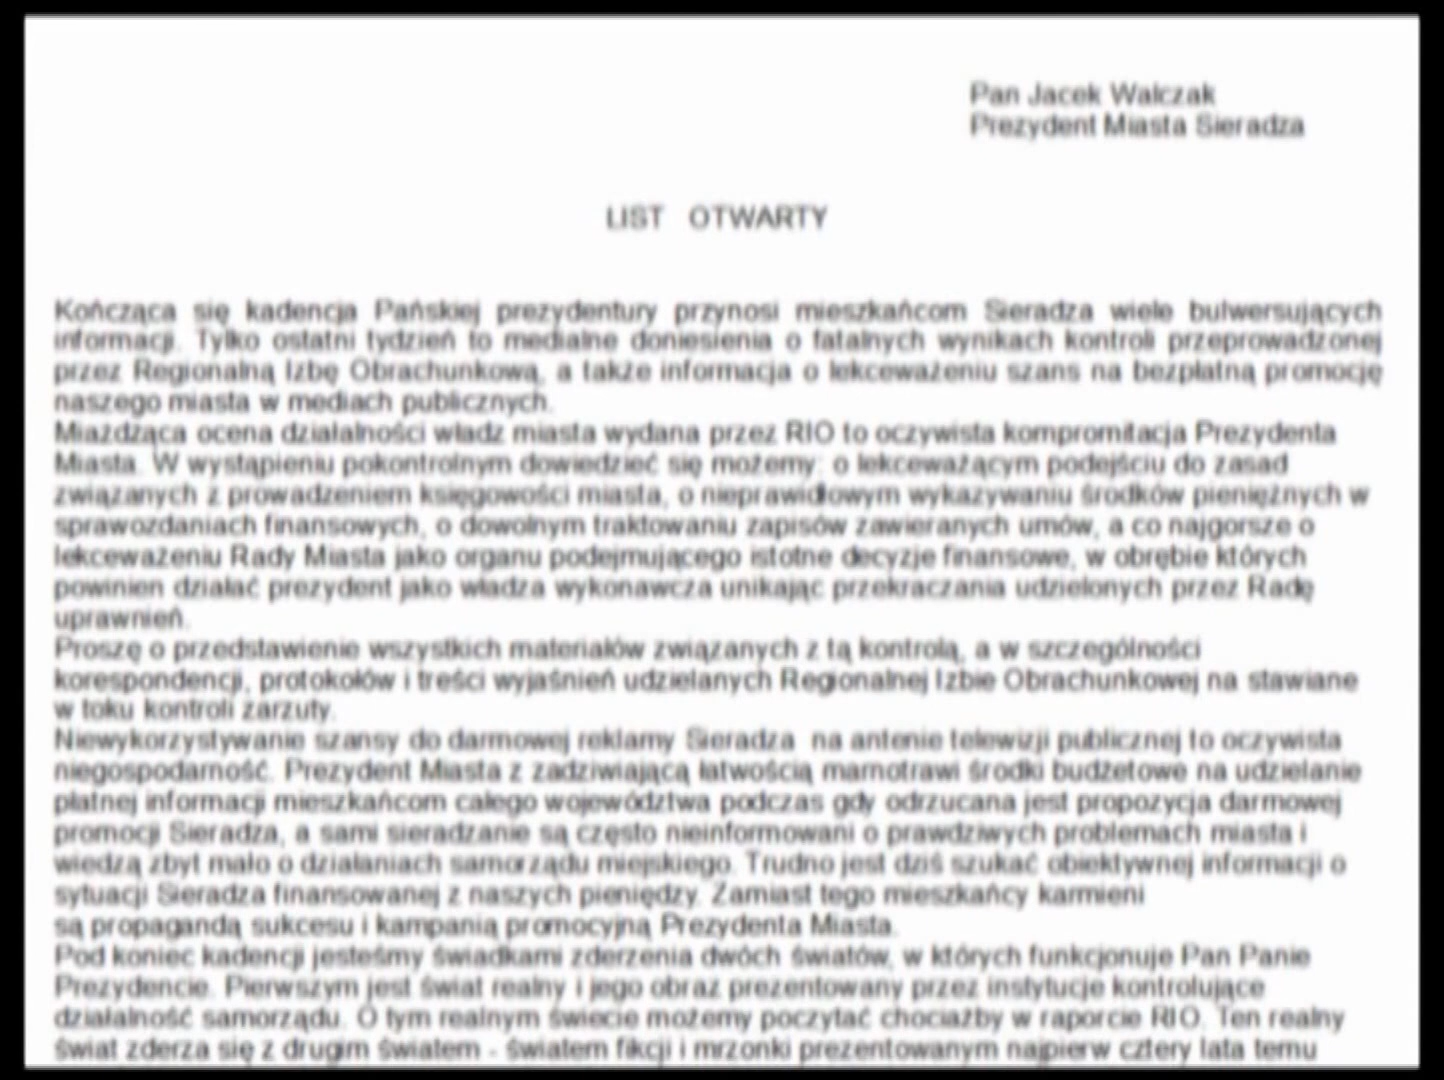 Pan Jacek Walczak
Prezydent Miasta Sieradza
LIST OTWARTY
Kończąca się kadencja Pańskiej prezydentury przynosi mieszkańcom Sieradza wiele bulwersujących
informacji. Tylko ostatni tydzień to medialne doniesienia o fatalnych wynikach kontroli przeprowadzonej
przez Regionalną Izbę Obrachunkową, a także informacja o lekceważeniu szans na bezpłatną promocję
naszego miasta w mediach publicznych.
Miażdżąca ocena działalności władz miasta wydana przez RIO to oczywista kompromitacja Prezydenta
Miasta. W wystąpieniu pokontrolnym dowiedzieć się możemy: o lekceważącym podejściu do zasad
związanych z prowadzeniem księgowości miasta, o nieprawidłowym wykazywaniu środków pieniężnych w
sprawozdaniach finansowych, o dowolnym traktowaniu zapisów zawieranych umów, a co najgorsze o
lekceważeniu Rady Miasta jako organu podejmującego istotne decyzje finansowe, w obrębie których
powinien działać prezydent jako władza wykonawcza unikając przekraczania udzielonych przez Radę
uprawnień.
Proszę o przedstawienie wszystkich materiałów związanych z tą kontrolą, a w szczególności
korespondencji, protokołów i treści wyjaśnień udzielanych Regionalnej Izbie Obrachunkowej na stawiane
w toku kontroli zarzuty.
Niewykorzystywanie szansy do darmowej reklamy Sieradza na antenie telewizji publicznej to oczywista
niegospodarność. Prezydent Miasta z zadziwiającą łatwością marnotrawi środki budżetowe na udzielanie
płatnej informacji mieszkańcom całego województwa podczas gdy odrzucana jest propozycja darmowej
promocji Sieradza, a sami sieradzanie są często nieinformowani o prawdziwych problemach miasta i
wiedzą zbyt mało o działaniach samorządu miejskiego. Trudno jest dziś szukać obiektywnej informacji o
sytuacji Sieradza finansowanej z naszych pieniędzy. Zamiast tego mieszkańcy karmieni
są propagandą sukcesu i kampanią promocyjną Prezydenta Miasta.
Pod koniec kadencji jesteśmy świadkami zderzenia dwóch światów, w których funkcjonuje Pan Panie
Prezydencie. Pierwszym jest świat realny i jego obraz prezentowany przez instytucje kontrolujące
działalność samorządu. O tym realnym świecie możemy poczytać chociażby w raporcie RIO. Ten realny
świat zderza się z drugim światem - światem fikcji i mrzonki prezentowanym najpierw cztery lata temu